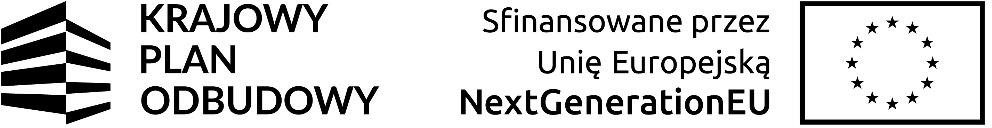 KRAJOWY
PLAN
ODBUDOWY
Sfinansowane przez
Unię Europejską
NextGenerationEU